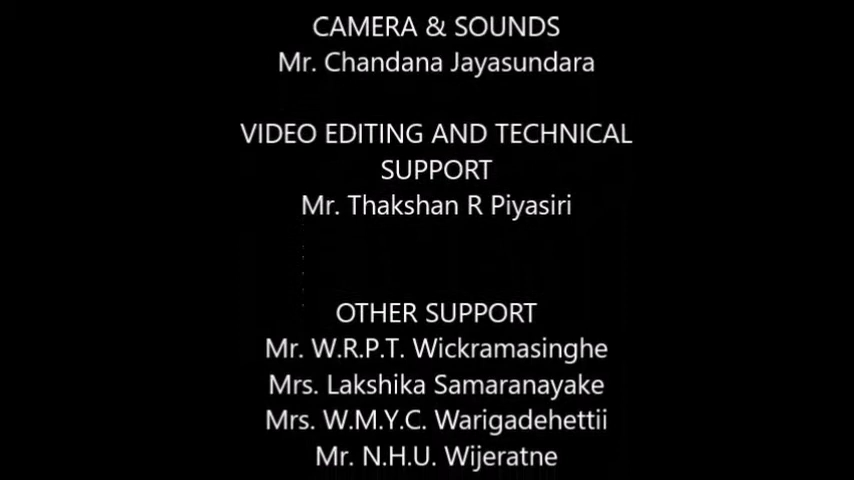 CAMERA & SOUNDS
Mr. Chandana Jayasundara
VIDEO EDITING AND TECHNICAL
SUPPORT
Mr. Thakshan R Piyasiri
OTHER SUPPORT
Mr. W.R.P.T. Wickramasinghe
Mrs. Lakshika Samaranayake
Mrs. W.M.Y.C. Warigadehettii
Mr. N.H.U. Wijeratne